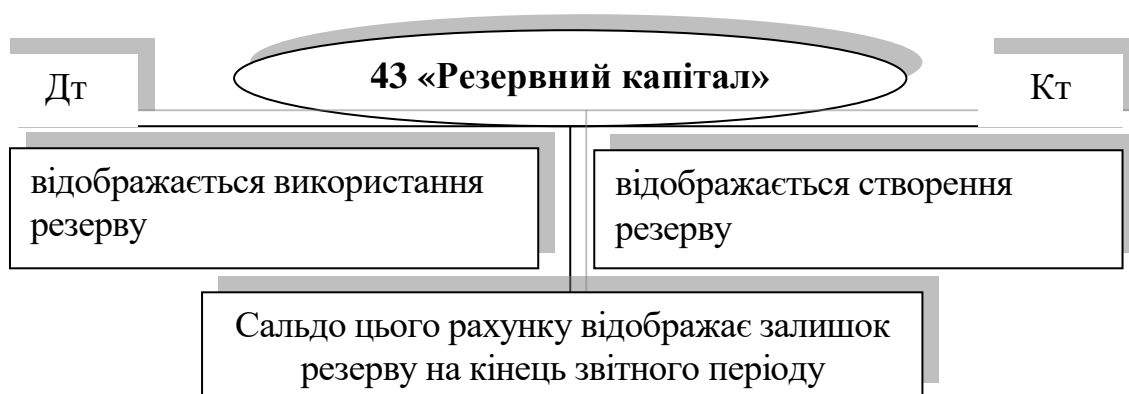 43 «Резервний капітал»
Дт
Кт
відображається використання
резерву
відображається створення
резерву
Сальдо цього рахунку відображає залишок
резерву на кінець звітного періоду